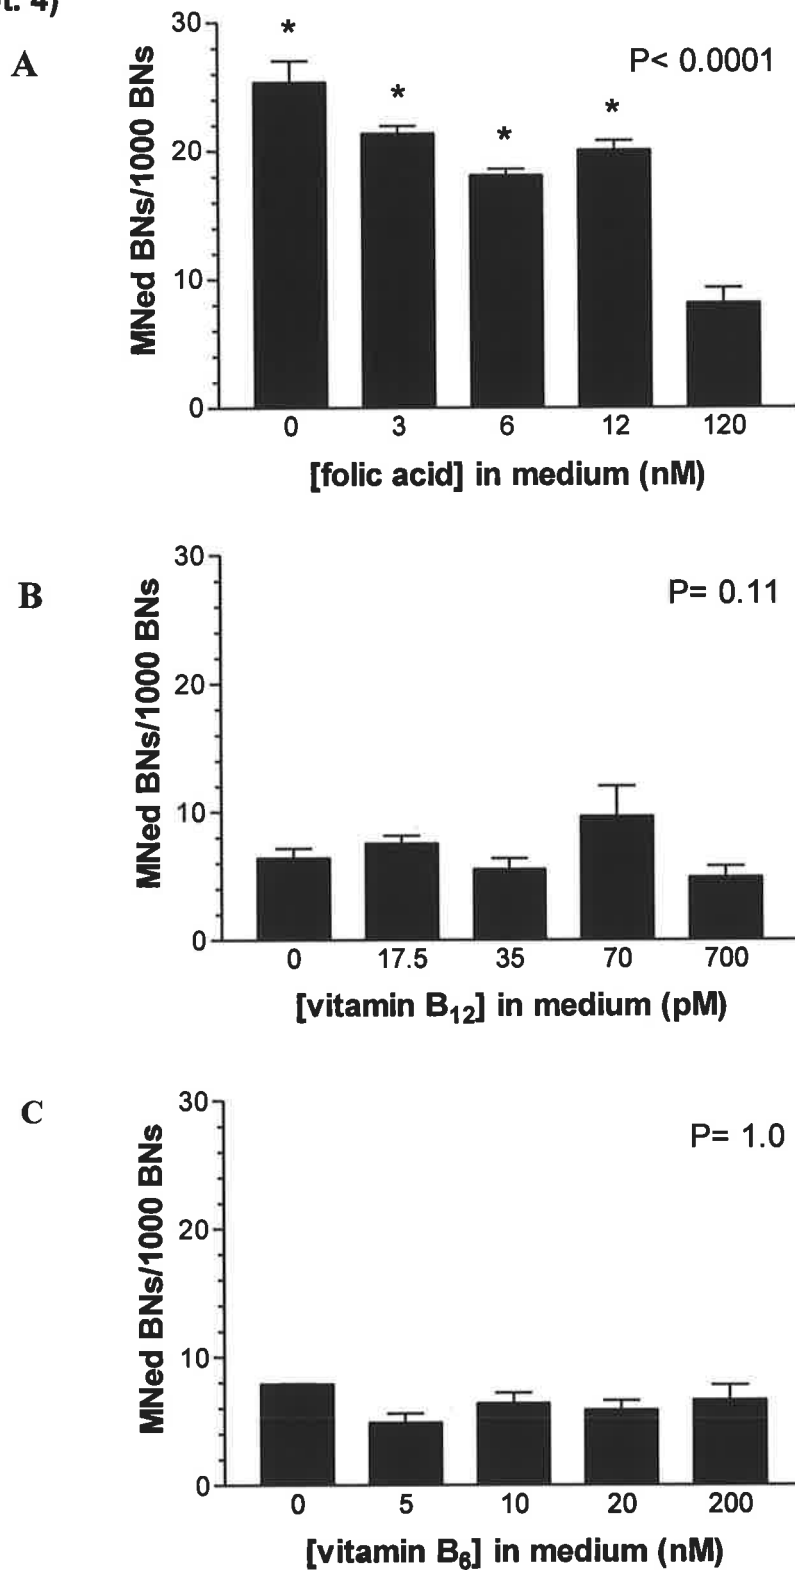 t. 4)
A
MNed BNs/1000 BNs
30
20
10
0
*
*
*
*
P< 0.0001
0 3 6 12 120
[folic acid] in medium (nM)
B
MNed BNs/1000 BNs
30
20
10
0
P= 0.11
0 17.5 35 70 700
[vitamin B12] in medium (pM)
C
MNed BNs/1000 BNs
30
20
10
0
P= 1.0
0 5 10 20 200
[vitamin B6] in medium (nM)